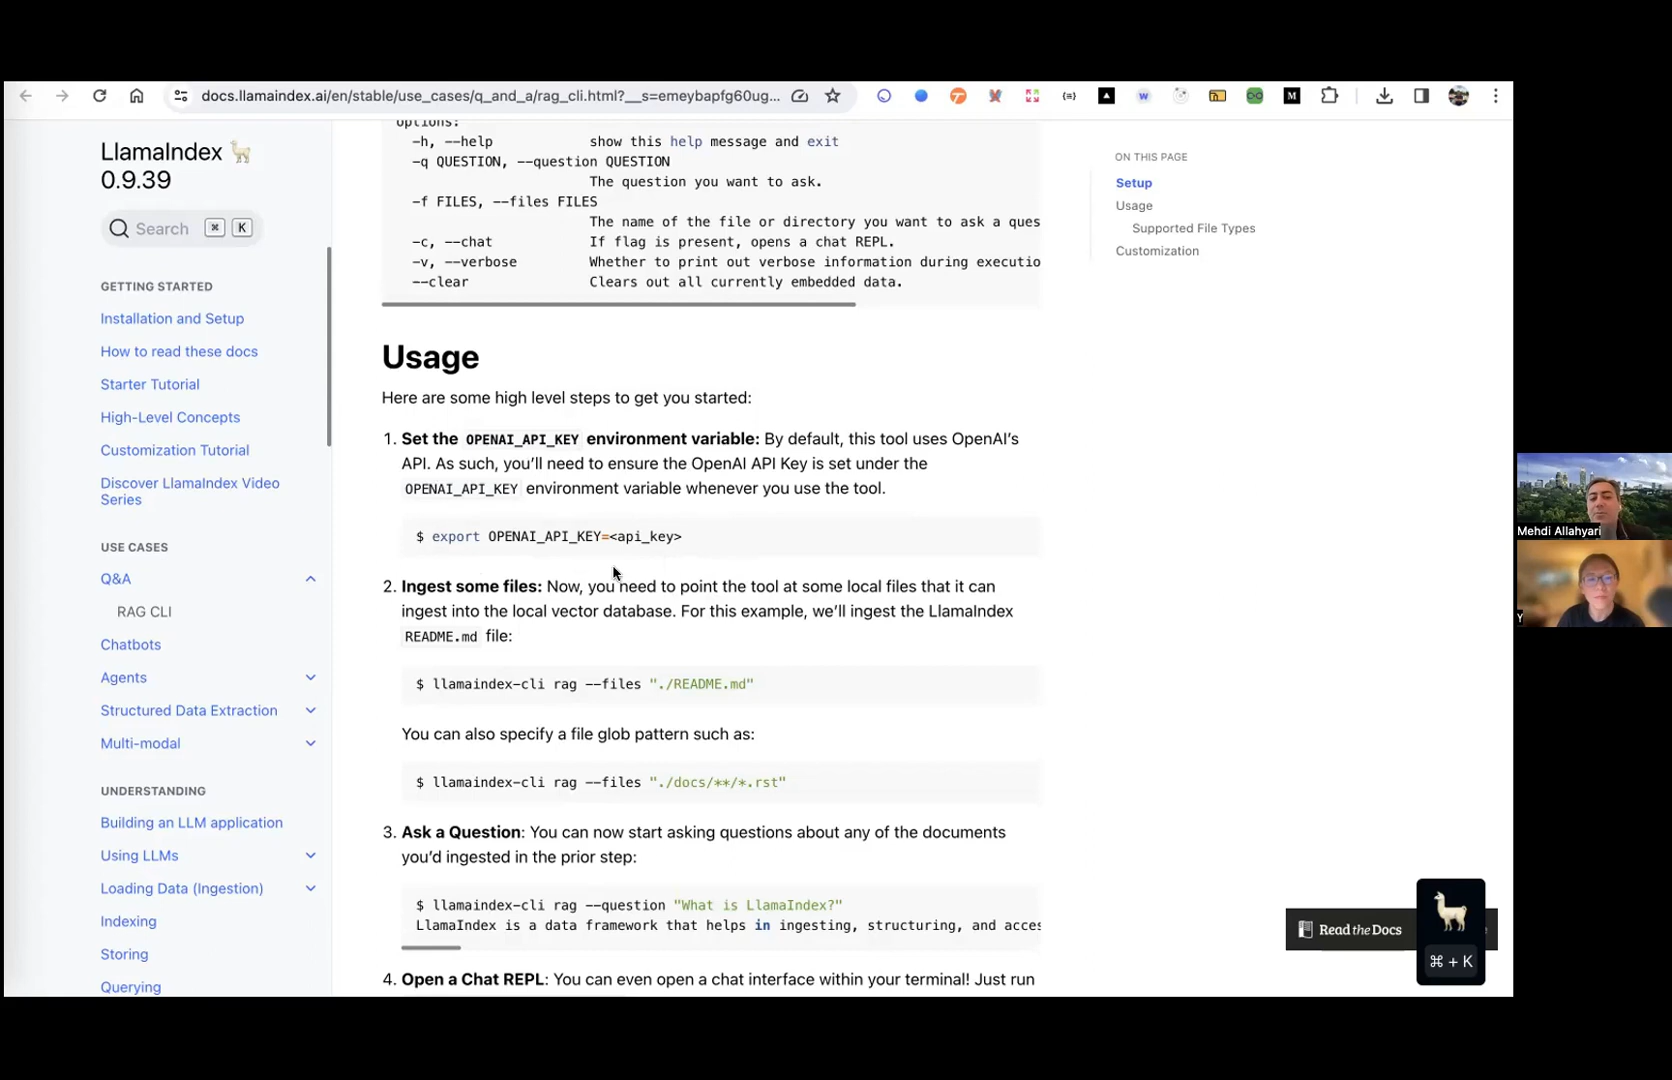 docs.llamaindex.ai/en/stable/use_cases/q_and_a/rag_cli.html?__s=emeybapfg60ug...
LlamaIndex
0.9.39
Search ⌘ K
GETTING STARTED
Installation and Setup
How to read these docs
Starter Tutorial
High-Level Concepts
Customization Tutorial
Discover LlamaIndex Video
Series
USE CASES
Q&A
RAG CLI
Chatbots
Agents
Structured Data Extraction
Multi-modal
UNDERSTANDING
Building an LLM application
Using LLMs
Loading Data (Ingestion)
Indexing
Storing
Querying
options:
-h, --help show this help message and exit
-q QUESTION, --question QUESTION
The question you want to ask.
-f FILES, --files FILES
The name of the file or directory you want to ask a ques
-c, --chat If flag is present, opens a chat REPL.
-v, --verbose Whether to print out verbose information during executio
--clear Clears out all currently embedded data.
Usage
Here are some high level steps to get you started:
1. Set the OPENAI_API_KEY environment variable: By default, this tool uses OpenAI’s
API. As such, you’ll need to ensure the OpenAI API Key is set under the
OPENAI_API_KEY environment variable whenever you use the tool.
$ export OPENAI_API_KEY=<api_key>
2. Ingest some files: Now, you need to point the tool at some local files that it can
ingest into the local vector database. For this example, we’ll ingest the LlamaIndex
README.md file:
$ llamaindex-cli rag --files "./README.md"
You can also specify a file glob pattern such as:
$ llamaindex-cli rag --files "./docs/**/*.rst"
3. Ask a Question: You can now start asking questions about any of the documents
you’d ingested in the prior step:
$ llamaindex-cli rag --question "What is LlamaIndex?"
LlamaIndex is a data framework that helps in ingesting, structuring, and acces
4. Open a Chat REPL: You can even open a chat interface within your terminal! Just run
ON THIS PAGE
Setup
Usage
Supported File Types
Customization
Read the Docs
⌘ + K
Mehdi Allahyari
Y